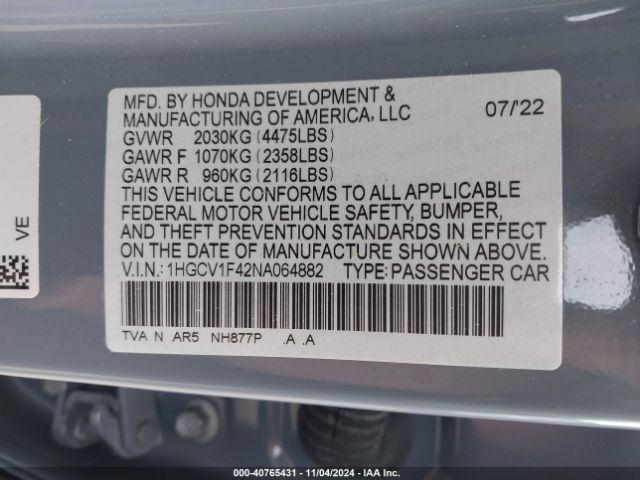 MFD. BY HONDA DEVELOPMENT &
MANUFACTURING OF AMERICA, LLC 07/'22
GVWR 2030KG (4475LBS)
GAWR F 1070KG (2358LBS)
GAWR R 960KG (2116LBS)
THIS VEHICLE CONFORMS TO ALL APPLICABLE
FEDERAL MOTOR VEHICLE SAFETY, BUMPER,
AND THEFT PREVENTION STANDARDS IN EFFECT
ON THE DATE OF MANUFACTURE SHOWN ABOVE.
V.I.N.: 1HGCV1F42NA064882 TYPE: PASSENGER CAR
TVA N AR5 NH877P .A .A
VE
000-40765431 - 11/04/2024 - IAA Inc.